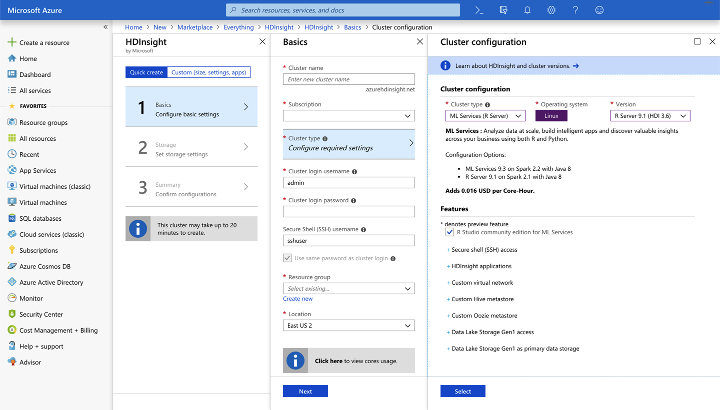 Microsoft Azure
Search resources, services, and docs
Home > New > Marketplace > Everything > HDInsight > HDInsight > Basics > Cluster configuration
Create a resource
Home
Dashboard
All services
FAVORITES
Resource groups
All resources
Recent
App Services
Virtual machines (classic)
Virtual machines
SQL databases
Cloud services (classic)
Subscriptions
Azure Cosmos DB
Azure Active Directory
Monitor
Security Center
Cost Management + Billing
Help + support
Advisor
HDInsight
by Microsoft
Quick create
Custom (size, settings, apps)
1
Basics
Configure basic settings
2
Storage
Set storage settings
3
Summary
Confirm configurations
This cluster may take up to 20
minutes to create.
Basics
* Cluster name
Enter new cluster name
.azurehdinsight.net
* Subscription
* Cluster type
Configure required settings
* Cluster login username
admin
* Cluster login password
Secure Shell (SSH) username
sshuser
Use same password as cluster login
* Resource group
Select existing...
Create new
* Location
East US 2
Click here to view cores usage.
Next
Cluster configuration
Learn about HDInsight and cluster versions.
Cluster configuration
* Cluster type
* Operating system
* Version
ML Services (R Server)
Linux
R Server 9.1 (HDI 3.6)
ML Services : Analyze data at scale, build intelligent apps and discover valuable insights
across your business using both R and Python.
Configuration Options:
• ML Services 9.3 on Spark 2.2 with Java 8
• R Server 9.1 on Spark 2.1 with Java 8
Adds 0.016 USD per Core-Hour.
Features
* denotes preview feature
R Studio community edition for ML Services
+ Secure shell (SSH) access
+ HDInsight applications
+ Custom virtual network
+ Custom Hive metastore
+ Custom Oozie metastore
+ Data Lake Storage Gen1 access
+ Data Lake Storage Gen1 as primary data storage
Select